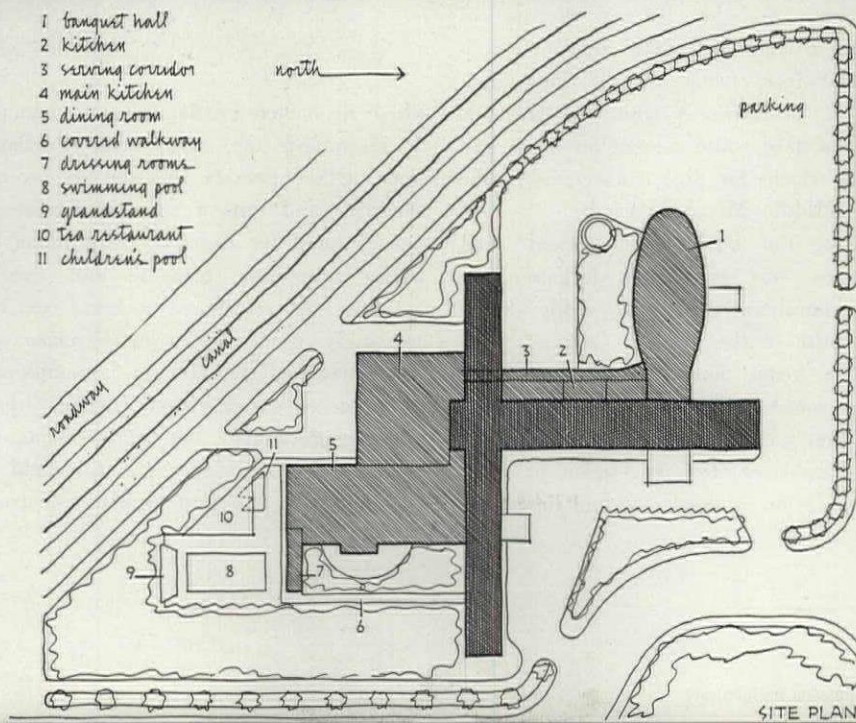 1 banquet hall
2 kitchen
3 serving corridor
4 main kitchen
5 dining room
6 covered walkway
7 dressing rooms
8 swimming pool
9 grandstand
10 tea restaurant
11 children's pool
north
parking
1
4
3
2
canal
roadway
11
5
10
9
8
7
6
SITE PLAN